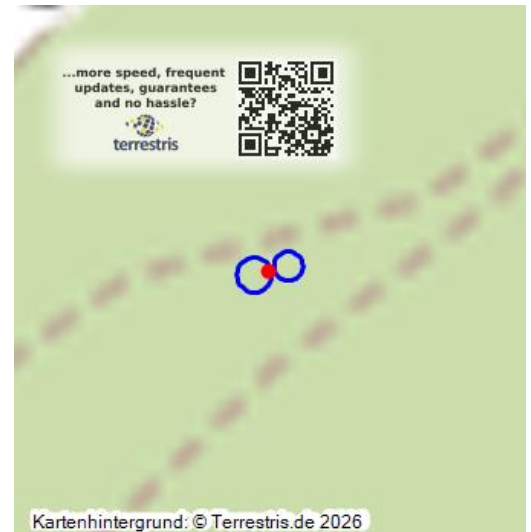 ...more speed, frequent
updates, guarantees
and no hassle?
terrestris
Kartenhintergrund: © Terrestris.de 2026